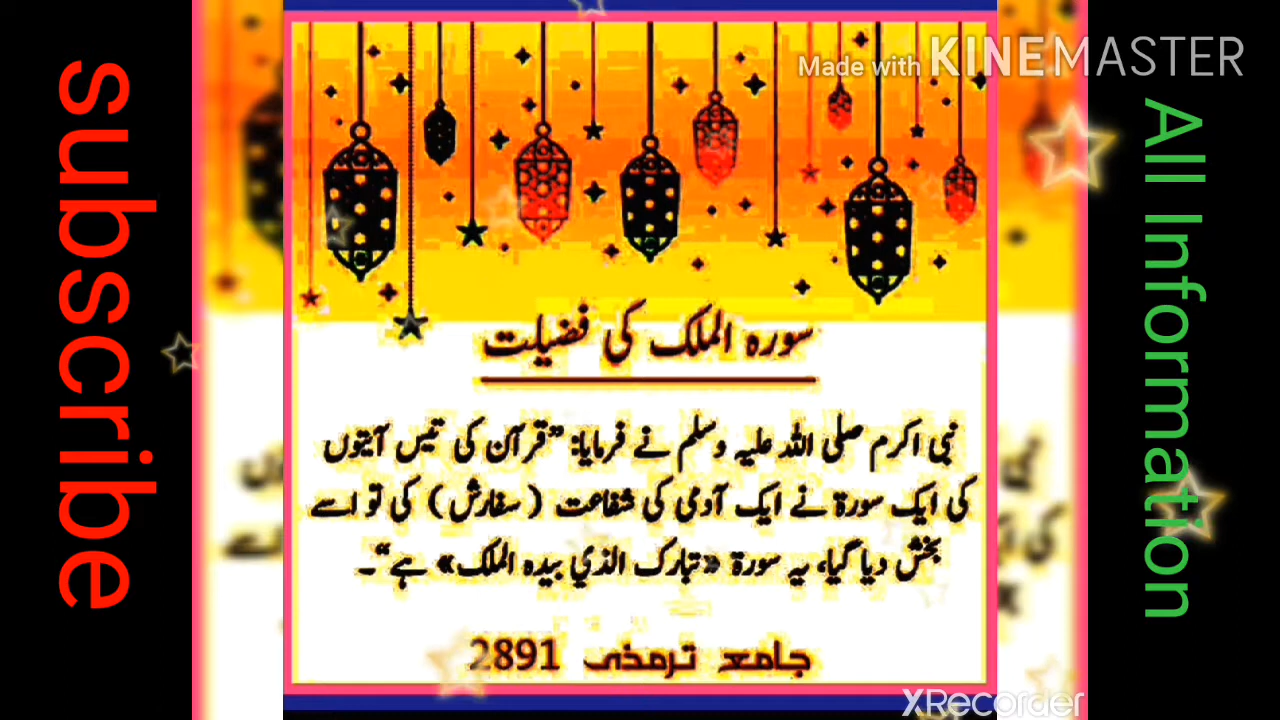 Made with KINEMASTER
subscribe
All Information
سورہ الملک کی فضیلت
نبی اکرم صلی اللہ علیہ وسلم نے فرمایا: ”قرآن کی تیس آیتوں
کی ایک سورۃ نے ایک آدمی کی شفاعت (سفارش) کی تو اسے
بخش دیا گیا، یہ سورۃ «تبارك الذي بيده الملك» ہے“۔
جامع ترمذی 2891
XRecorder